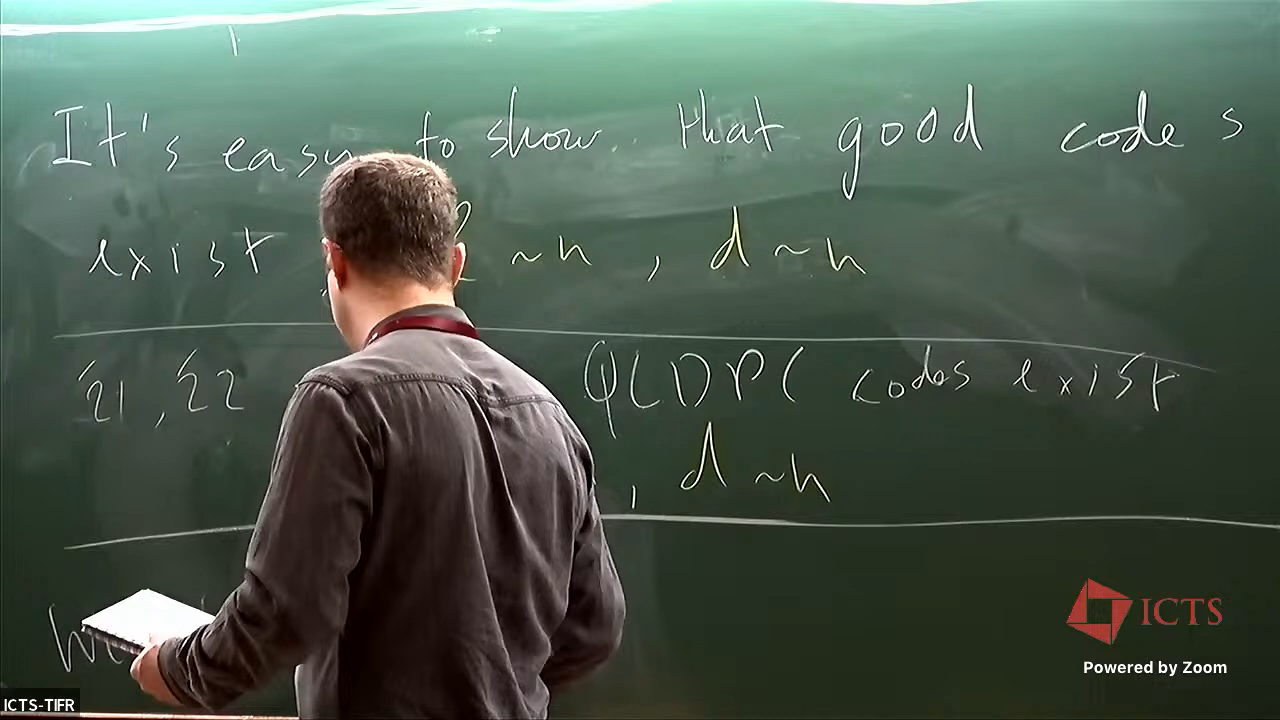 It's easy to show that good codes
exist ~n, d~n
'21, '22 QLDPC codes exist
, d~n
ICTS
Powered by Zoom
ICTS-TIFR